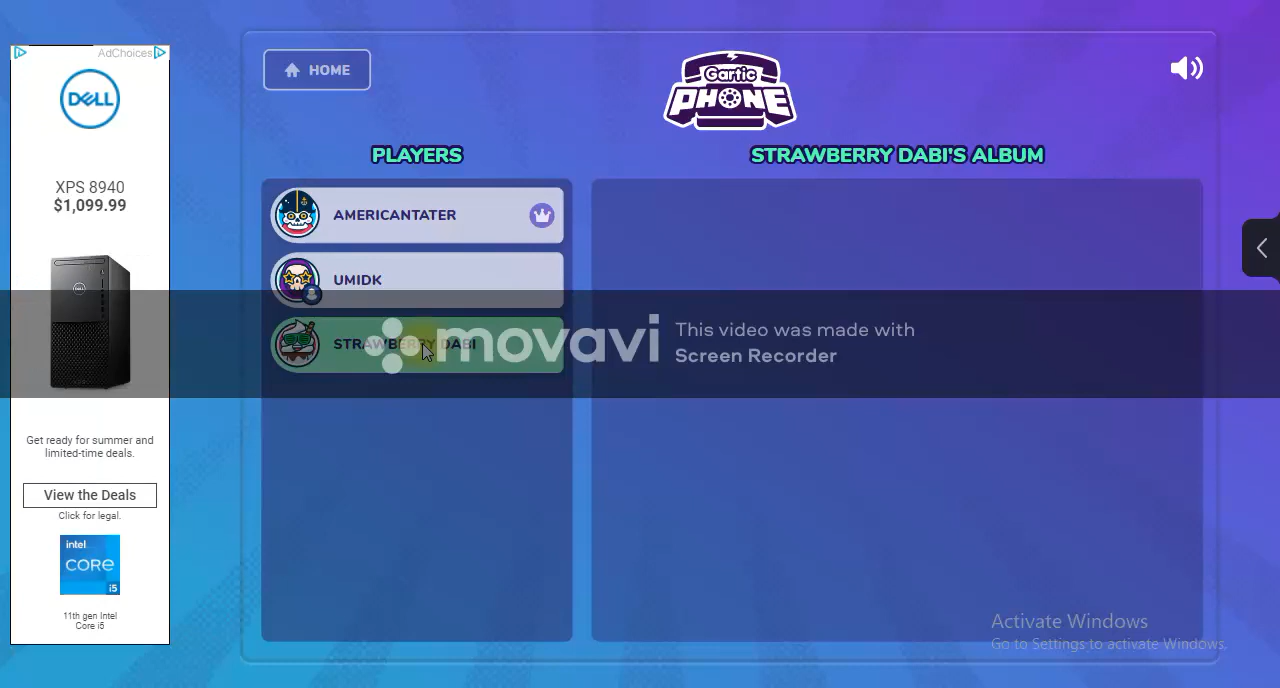 AdChoices
DELL
XPS 8940
$1,099.99
Get ready for summer and
limited-time deals.
View the Deals
Click for legal.
intel
CORE
i5
11th gen Intel
Core i5
HOME
Gartic
PHONE
PLAYERS
AMERICANTATER
UMIDK
STRAWBERRY DABI
STRAWBERRY DABI'S ALBUM
movavi
This video was made with
Screen Recorder
Activate Windows
Go to Settings to activate Windows.